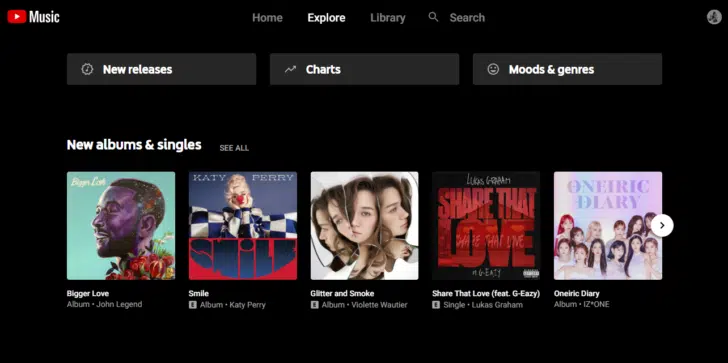 Music
Home
Explore
Library
Search
New releases
Charts
Moods & genres
New albums & singles
SEE ALL
Bigger Love
KATY PERRY
SMILE
LUKAS GRAHAM
SHARE THAT
LOVE
SHARE THAT LOVE
G-EAZY
ONEIRIC
DIARY
Bigger Love
Album • John Legend
Smile
E Album • Katy Perry
Glitter and Smoke
Album • Violette Wautier
Share That Love (feat. G-Eazy)
E Single • Lukas Graham
Oneiric Diary
Album • IZ*ONE